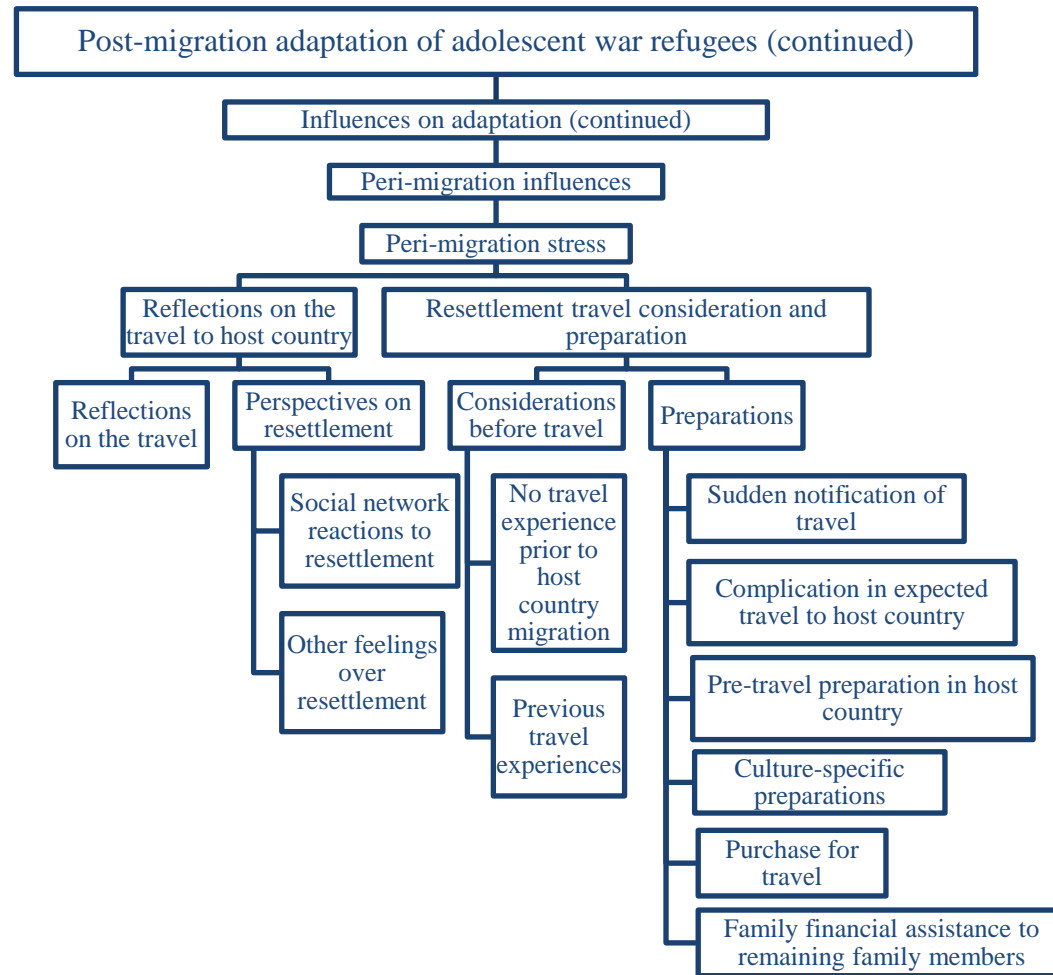 Post-migration adaptation of adolescent war refugees (continued)
Influences on adaptation (continued)
Peri-migration influences
Peri-migration stress
Reflections on the
travel to host country
Resettlement travel consideration and
preparation
Reflections
on the travel
Perspectives on
resettlement
Social network
reactions to
resettlement
Other feelings
over
resettlement
Considerations
before travel
No travel
experience
prior to
host
country
migration
Previous
travel
experiences
Preparations
Sudden notification of
travel
Complication in expected
travel to host country
Pre-travel preparation in host
country
Culture-specific
preparations
Purchase for
travel
Family financial assistance to
remaining family members